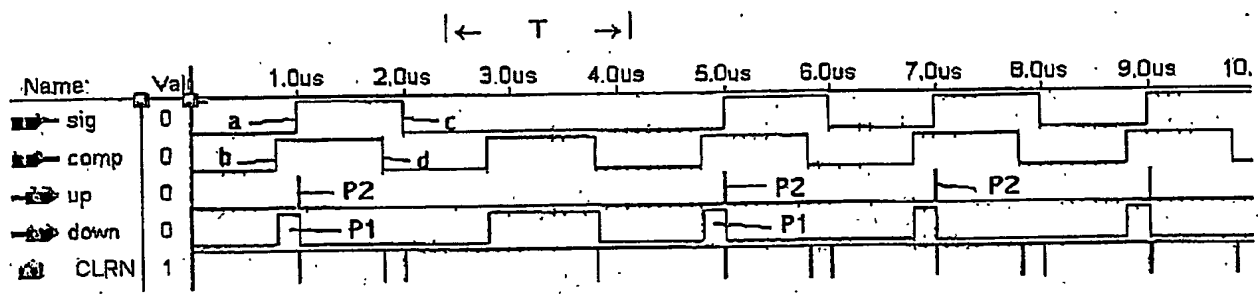 |← T →|
Name: Val 1.0us 2.0us 3.0us 4.0us 5.0us 6.0us 7.0us 8.0us 9.0us 10.
sig 0 a c
comp 0 b d
up 0 P2 P2 P2
down 0 P1 P1
CLRN 1